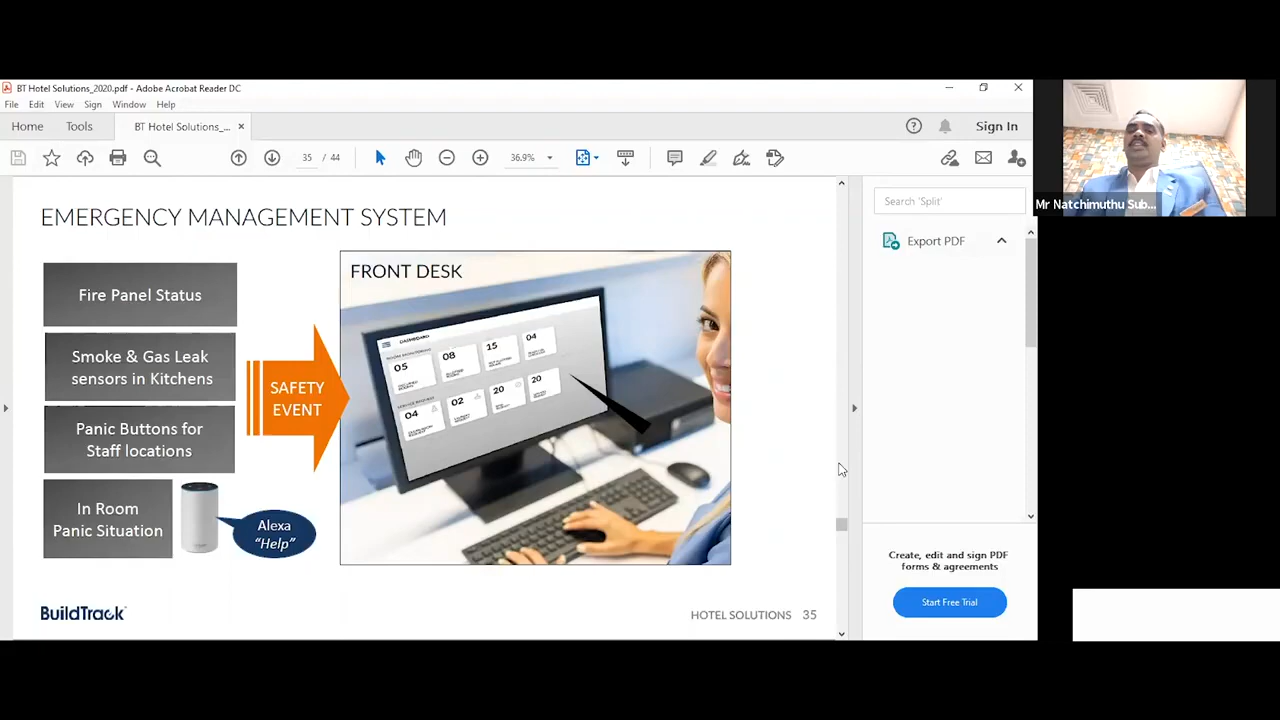 BT Hotel Solutions_2020.pdf - Adobe Acrobat Reader DC
File Edit View Sign Window Help
Home Tools BT Hotel Solutions_... × Sign In
35 / 44 36.9%
EMERGENCY MANAGEMENT SYSTEM
Fire Panel Status
Smoke & Gas Leak
sensors in Kitchens
Panic Buttons for
Staff locations
In Room
Panic Situation
Alexa
“Help”
SAFETY
EVENT
FRONT DESK
DASHBOARD
05 08 15 04
04 02 20 20
BuildTrack
HOTEL SOLUTIONS 35
Search 'Split'
Export PDF
Create, edit and sign PDF
forms & agreements
Start Free Trial
Mr Natchimuthu Sub...